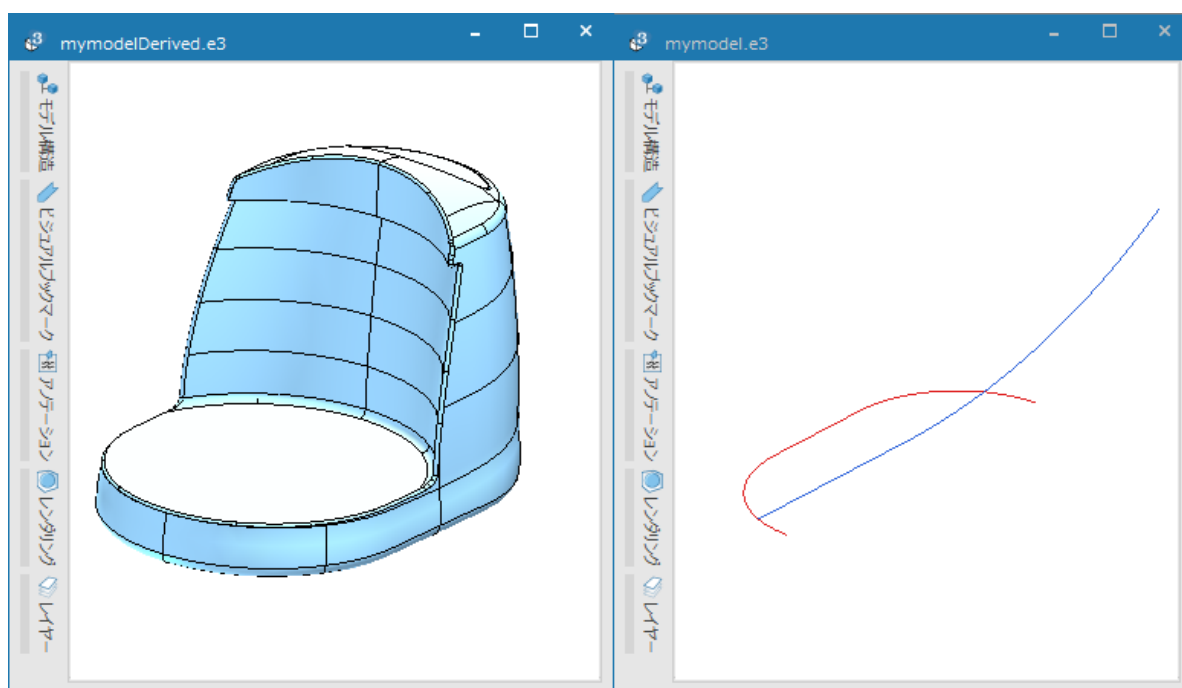 mymodelDerived.e3
モデル構造
ビジュアルブックマーク
アノテーション
レンダリング
レイヤー
mymodel.e3
モデル構造
ビジュアルブックマーク
アノテーション
レンダリング
レイヤー